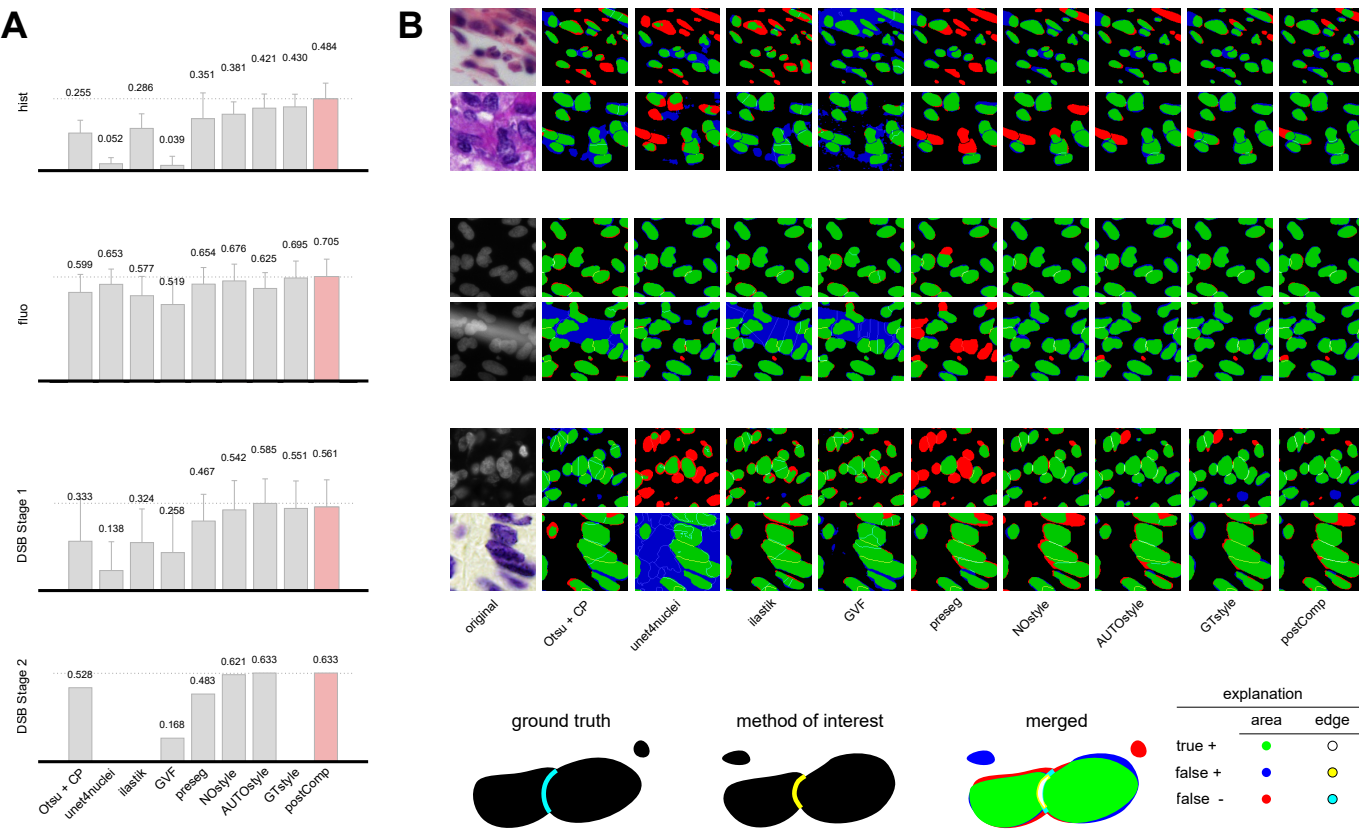 A
B
hist
0.255
0.052
0.286
0.039
0.351
0.381
0.421
0.430
0.484
fluo
0.599
0.653
0.577
0.519
0.654
0.676
0.625
0.695
0.705
DSB Stage 1
0.333
0.138
0.324
0.258
0.467
0.542
0.585
0.551
0.561
DSB Stage 2
0.528
0.168
0.483
0.621
0.633
0.633
Otsu + CP
unet4nuclei
ilastik
GVF
preseg
NOstyle
AUTOstyle
GTstyle
postComp
original
Otsu + CP
unet4nuclei
ilastik
GVF
preseg
NOstyle
AUTOstyle
GTstyle
postComp
ground truth
method of interest
merged
explanation
area edge
true +
false +
false -